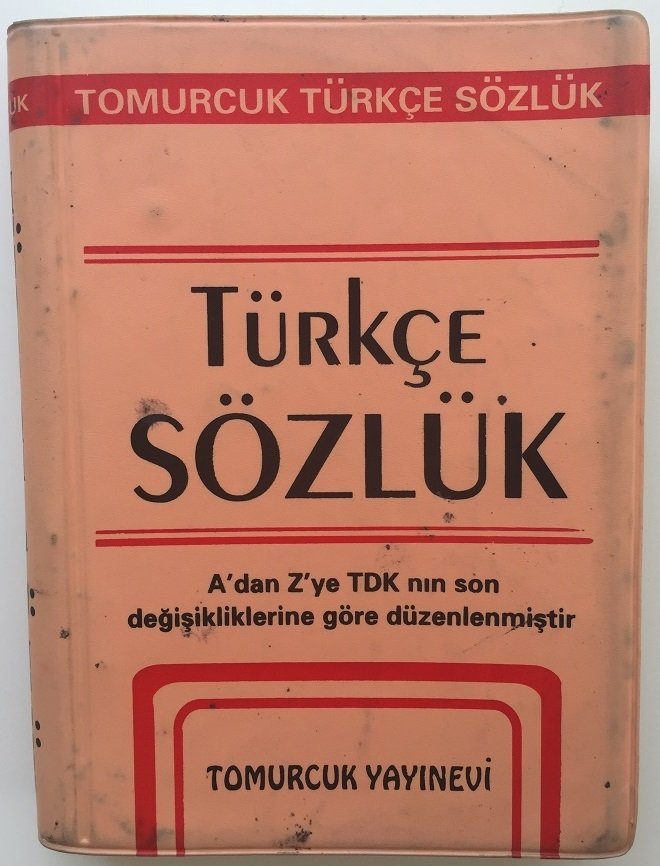 TOMURCUK TÜRKÇE SÖZLÜK
TÜRKÇE
SÖZLÜK
A'dan Z'ye TDK nın son
değişikliklerine göre düzenlenmiştir
TOMURCUK YAYINEVİ